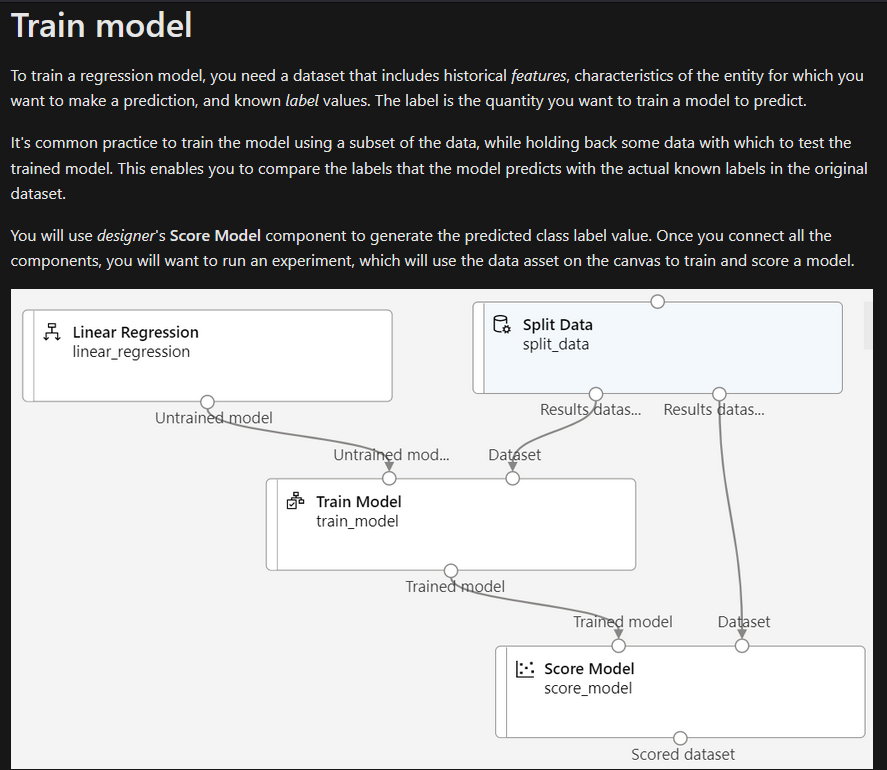 Train model
To train a regression model, you need a dataset that includes historical features, characteristics of the entity for which you
want to make a prediction, and known label values. The label is the quantity you want to train a model to predict.
It's common practice to train the model using a subset of the data, while holding back some data with which to test the
trained model. This enables you to compare the labels that the model predicts with the actual known labels in the original
dataset.
You will use designer's Score Model component to generate the predicted class label value. Once you connect all the
components, you will want to run an experiment, which will use the data asset on the canvas to train and score a model.
Linear Regression
linear_regression
Split Data
split_data
Untrained model
Results datas...
Results datas...
Untrained mod...
Dataset
Train Model
train_model
Trained model
Trained model
Dataset
Score Model
score_model
Scored dataset